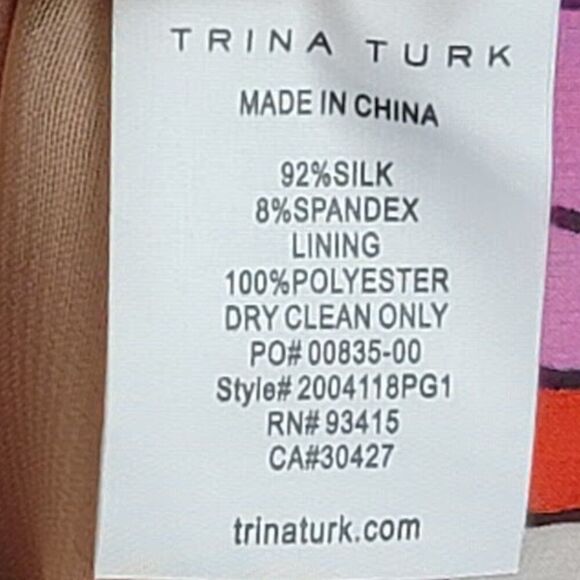 TRINA TURK
MADE IN CHINA
92%SILK
8%SPANDEX
LINING
100%POLYESTER
DRY CLEAN ONLY
PO# 00835-00
Style# 2004118PG1
RN# 93415
CA#30427
trinaturk.com